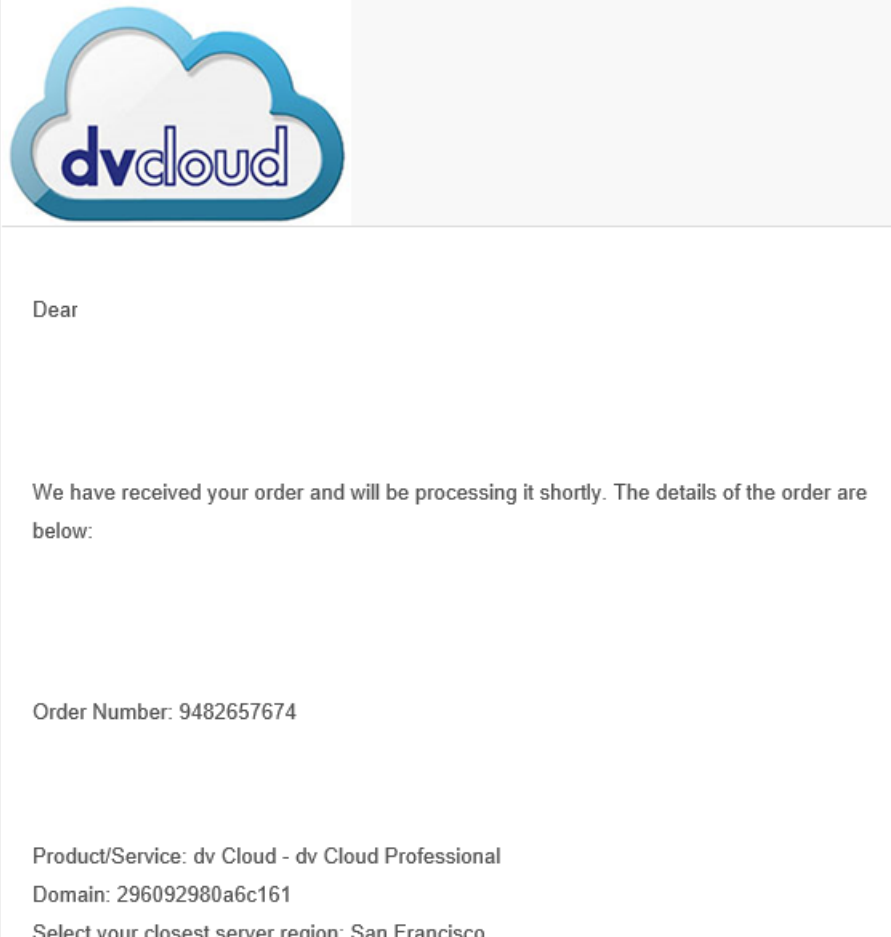 dvcloud
Dear
We have received your order and will be processing it shortly. The details of the order are
below:
Order Number: 9482657674
Product/Service: dv Cloud - dv Cloud Professional
Domain: 296092980a6c161
Select your closest server region: San Francisco